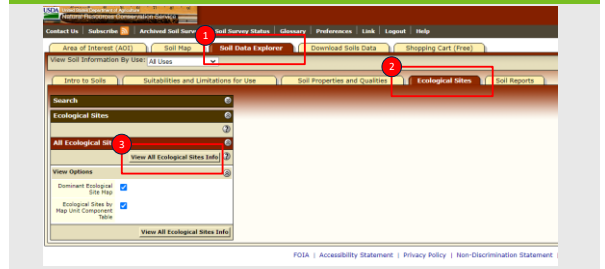 USDA United States Department of Agriculture
Natural Resources Conservation Service
Contact Us | Subscribe | Archived Soil Surveys | Soil Survey Status | Glossary | Preferences | Link | Logout | Help
1
Area of Interest (AOI) Soil Map Soil Data Explorer Download Soils Data Shopping Cart (Free)
View Soil Information By Use: All Uses
2
Intro to Soils Suitabilities and Limitations for Use Soil Properties and Qualities Ecological Sites Soil Reports
Search
Ecological Sites
All Ecological Sit
3
View All Ecological Sites Info
View Options
Dominant Ecological
Site Map
Ecological Sites by
Map Unit Component
Table
View All Ecological Sites Info
FOIA | Accessibility Statement | Privacy Policy | Non-Discrimination Statement |